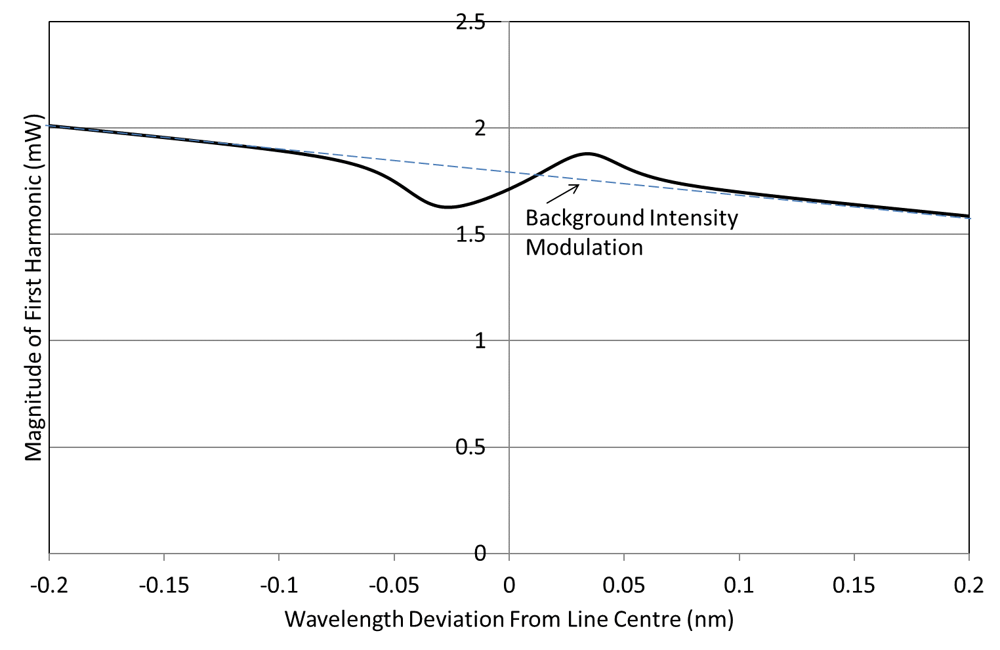 2.5
2
1.5
1
0.5
0
Magnitude of First Harmonic (mW)
Background Intensity
Modulation
-0.2 -0.15 -0.1 -0.05 0 0.05 0.1 0.15 0.2
Wavelength Deviation From Line Centre (nm)